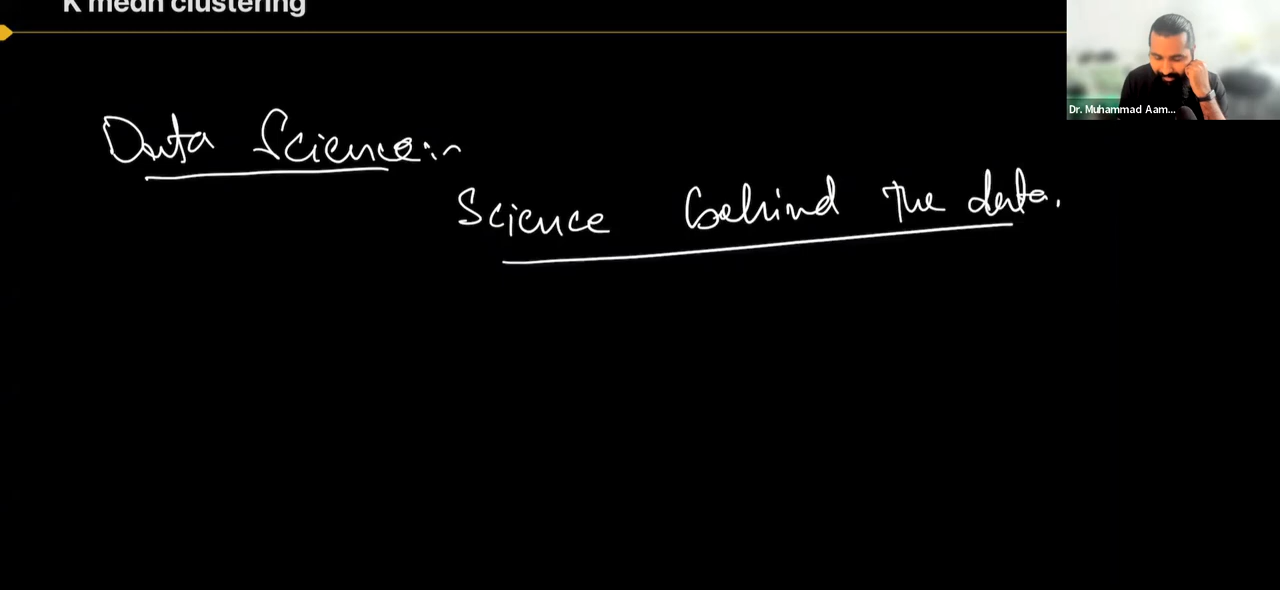 K mean clustering
Dr. Muhammad Aam...
Data Science:-
Science behind the data.